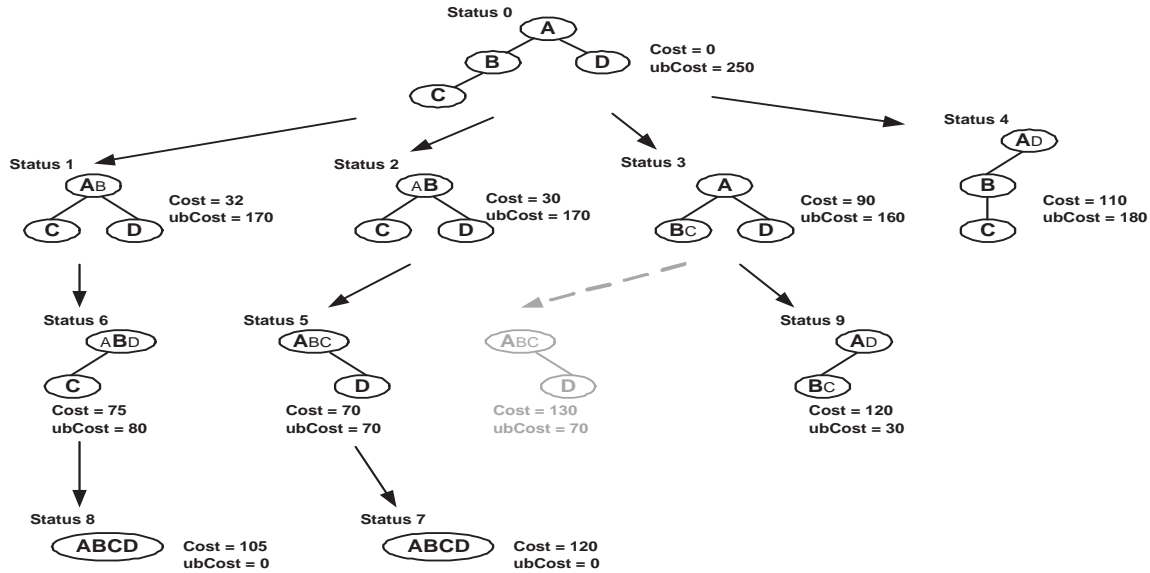 Status 0
A
B
D
C
Cost = 0
ubCost = 250
Status 1
AB
C
D
Cost = 32
ubCost = 170
Status 2
AB
C
D
Cost = 30
ubCost = 170
Status 3
A
BC
D
Cost = 90
ubCost = 160
Status 4
AD
B
C
Cost = 110
ubCost = 180
Status 6
ABD
C
Cost = 75
ubCost = 80
Status 5
ABC
D
Cost = 70
ubCost = 70
ABC
D
Cost = 130
ubCost = 70
Status 9
AD
BC
Cost = 120
ubCost = 30
Status 8
ABCD
Cost = 105
ubCost = 0
Status 7
ABCD
Cost = 120
ubCost = 0